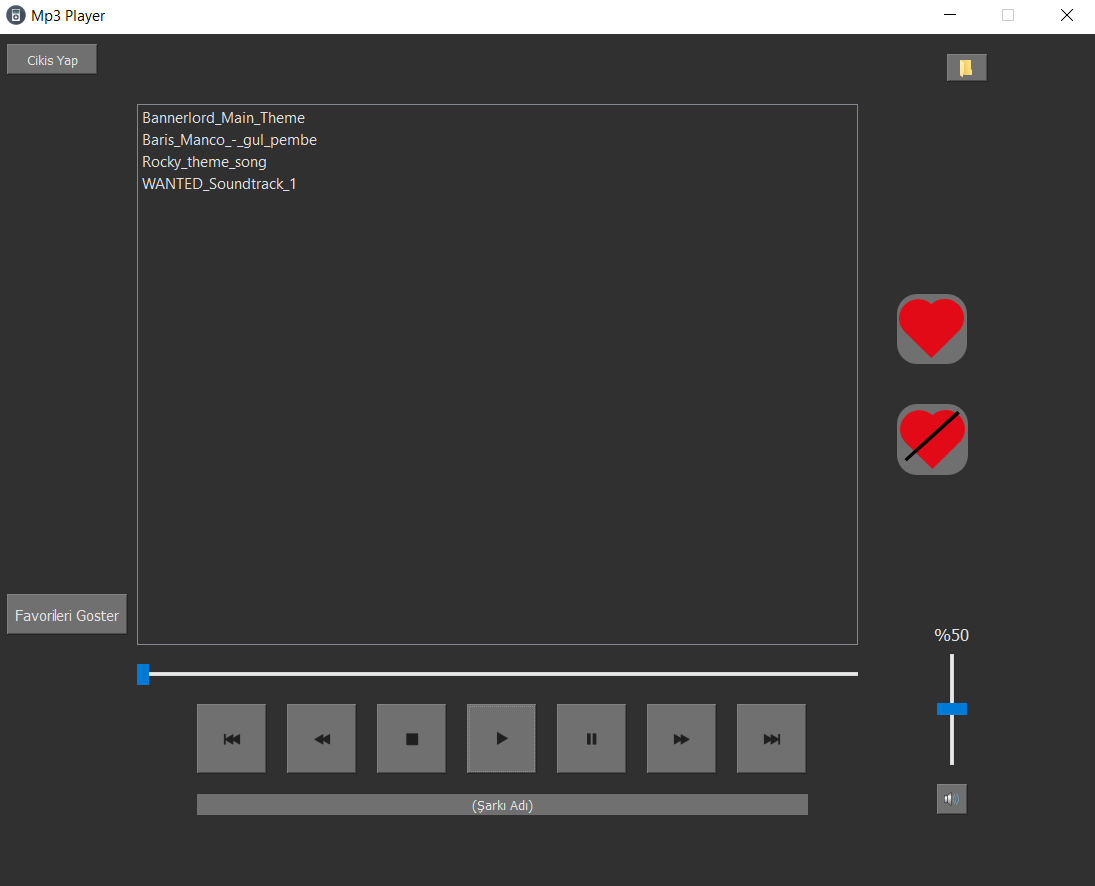 Mp3 Player
Cikis Yap
Bannerlord_Main_Theme
Baris_Manco_-_gul_pembe
Rocky_theme_song
WANTED_Soundtrack_1
Favorileri Goster
%50
(Şarkı Adı)